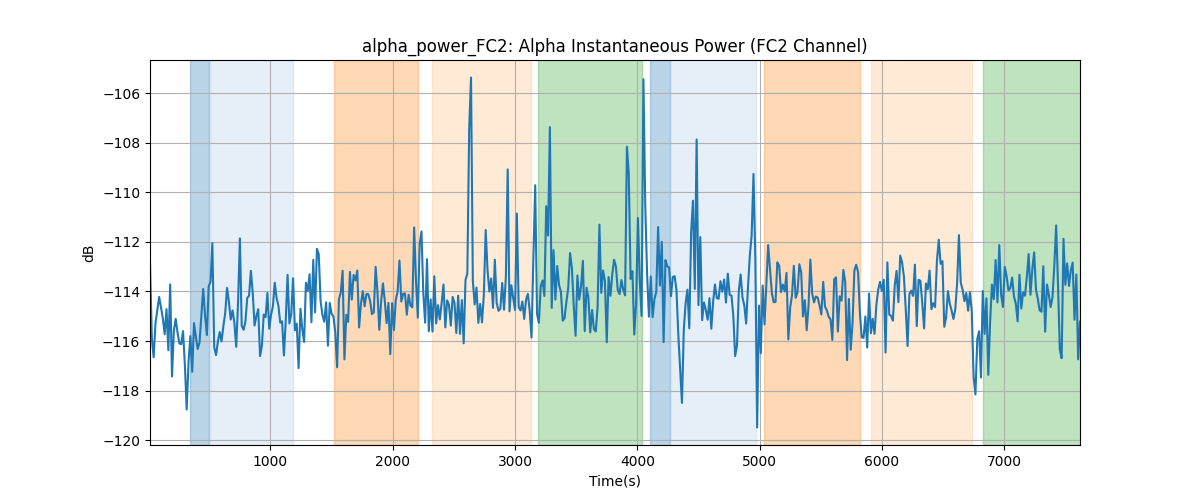 alpha_power_FC2: Alpha Instantaneous Power (FC2 Channel)
−106
−108
−110
−112
−114
−116
−118
−120
dB
1000 2000 3000 4000 5000 6000 7000
Time(s)